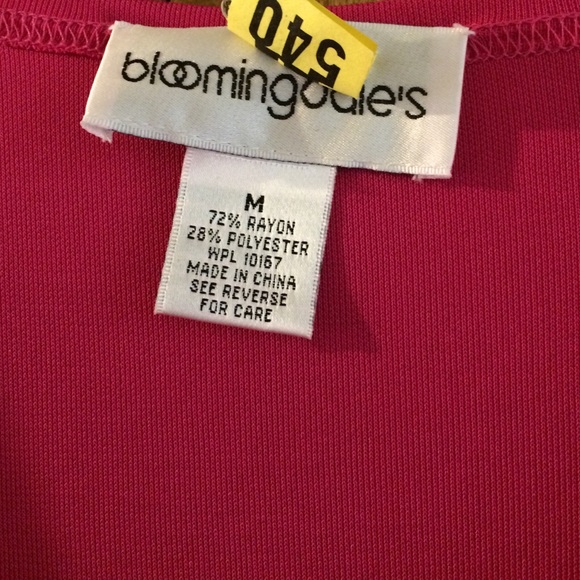 540
bloomingdale's
M
72% RAYON
28% POLYESTER
WPL 10167
MADE IN CHINA
SEE REVERSE
FOR CARE